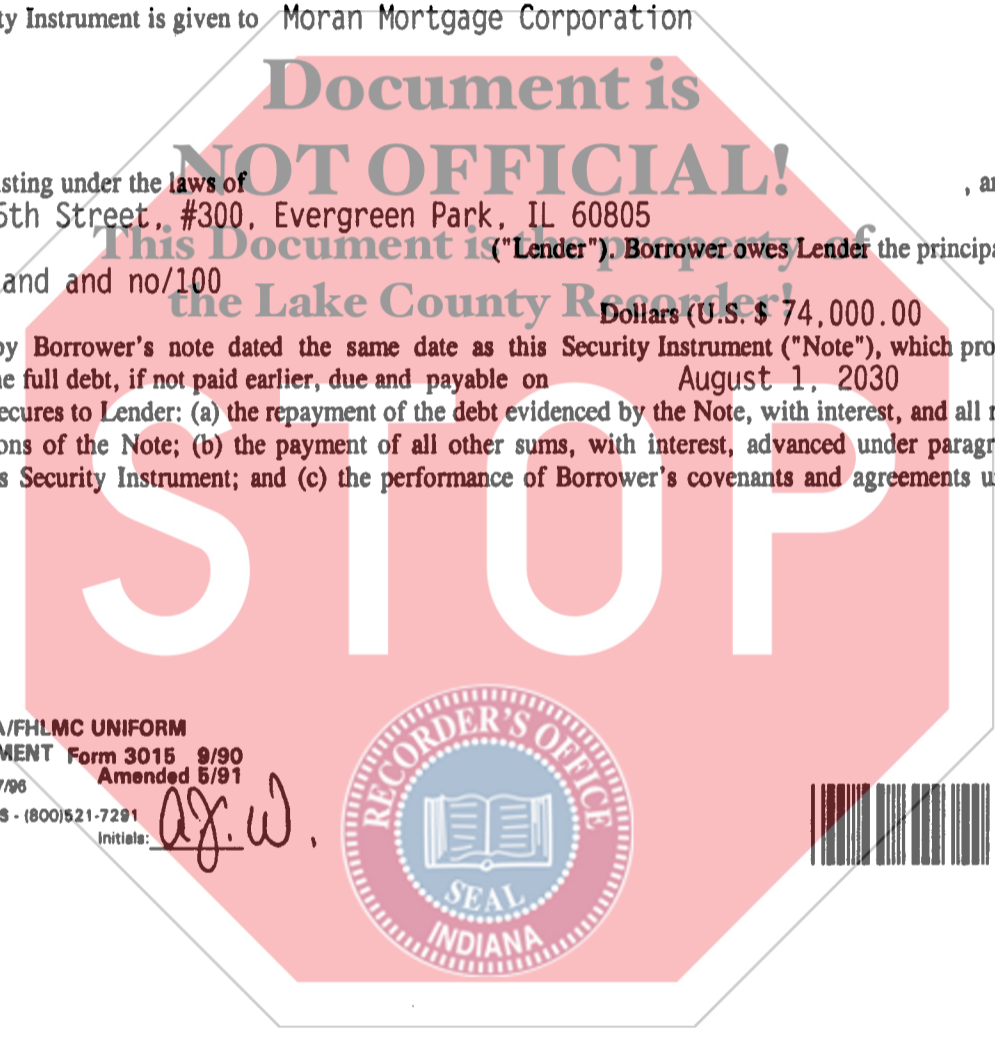 ty Instrument is given to Moran Mortgage Corporation
Document is
NOT OFFICIAL!
sting under the laws of , an
5th Street, #300, Evergreen Park, IL 60805
This Document is the property of
("Lender"). Borrower owes Lender the principa
and and no/100
the Lake County Recorder!
Dollars (U.S. $ 74,000.00
by Borrower's note dated the same date as this Security Instrument ("Note"), which pro
e full debt, if not paid earlier, due and payable on August 1, 2030
ecures to Lender: (a) the repayment of the debt evidenced by the Note, with interest, and all r
ons of the Note; (b) the payment of all other sums, with interest, advanced under paragr
s Security Instrument; and (c) the performance of Borrower's covenants and agreements u
STOP
A/FHLMC UNIFORM
MENT Form 3015 9/90
Amended 5/91
7/96
S - (800)521-7291
Initials: a.J.W.
RECORDER'S OFFICE
SEAL
INDIANA